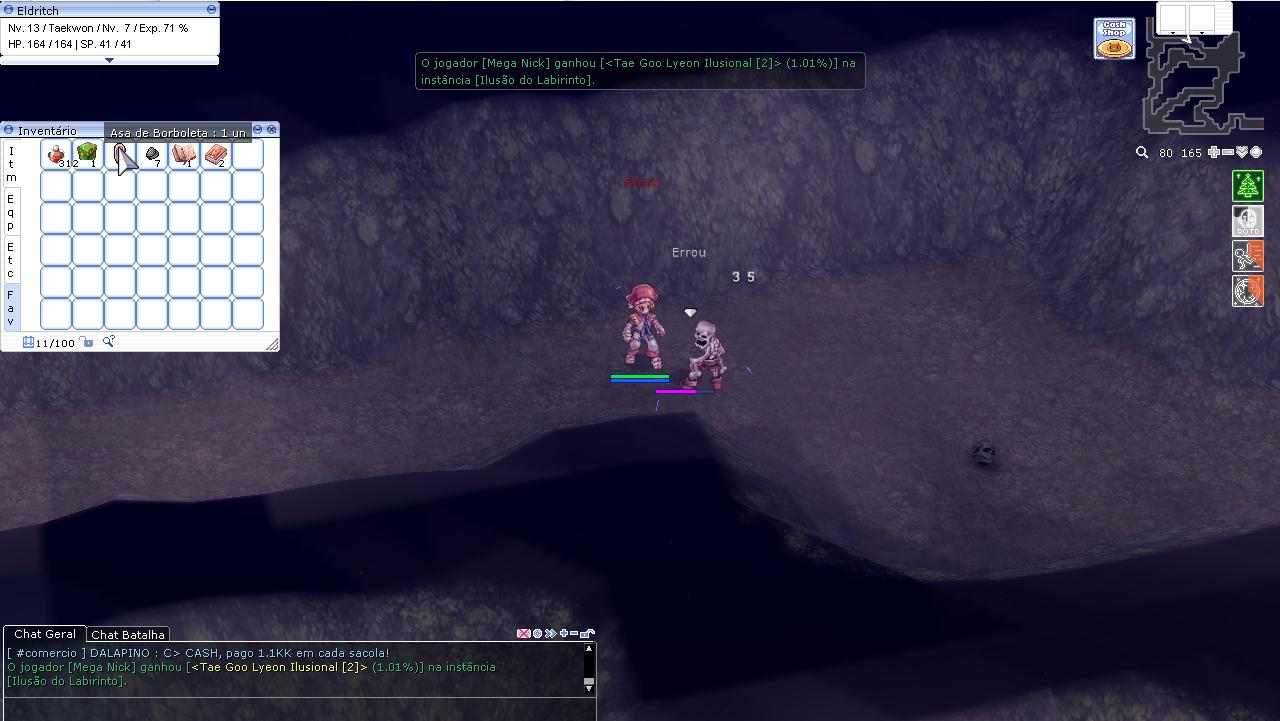 Eldritch
Nv. 13 / Taekwon / Nv. 7 / Exp. 71 %
HP. 164 / 164 | SP. 41 / 41
O jogador [Mega Nick] ganhou [<Tae Goo Lyeon Ilusional [2]> (1.01%)] na
instância [Ilusão do Labirinto].
Cash
Shop
80 165
Inventário
Asa de Borboleta : 1 un
Itm
Eqp
Etc
Fav
312
1
7
1
2
11/100
Errou
Errou
3 5
ROTD
Chat Geral
Chat Batalha
[ #comercio ] DALAPINO : C> CASH, pago 1.1KK em cada sacola!
O jogador [Mega Nick] ganhou [<Tae Goo Lyeon Ilusional [2]> (1.01%)] na instância
[Ilusão do Labirinto].